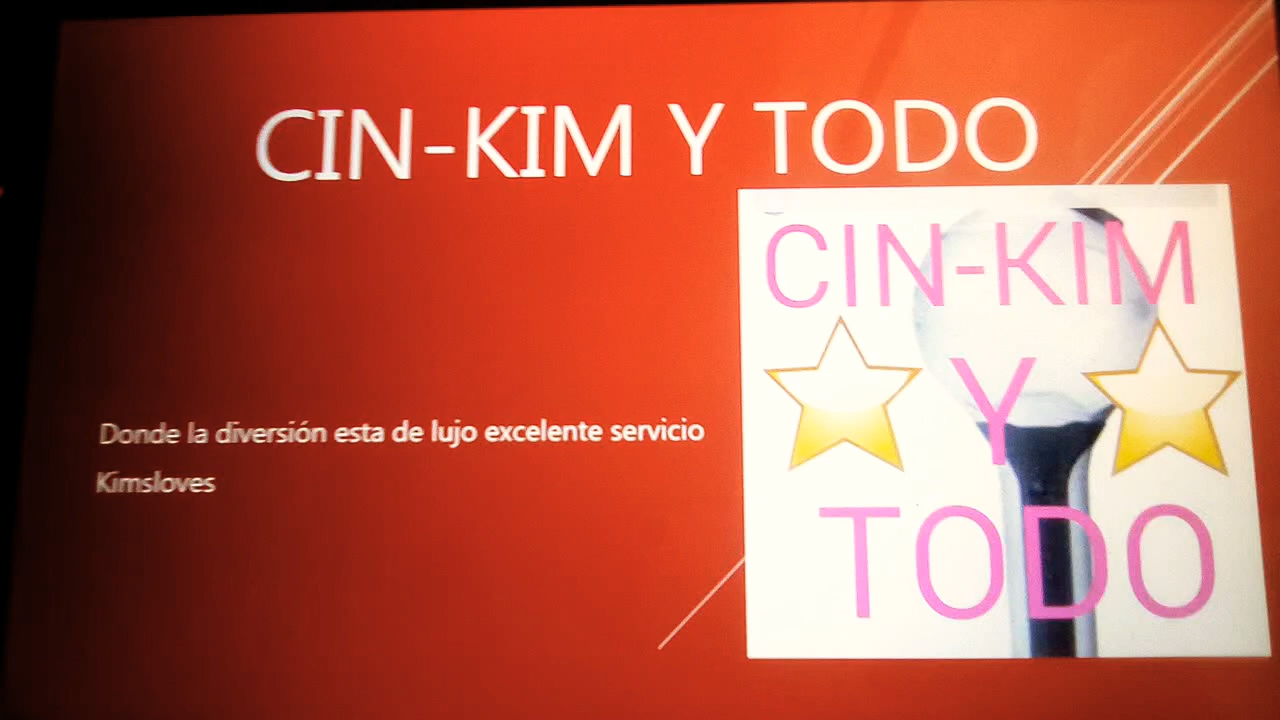 CIN-KIM Y TODO
Donde la diversión esta de lujo excelente servicio
Kimsloves
CIN-KIM
Y
TODO